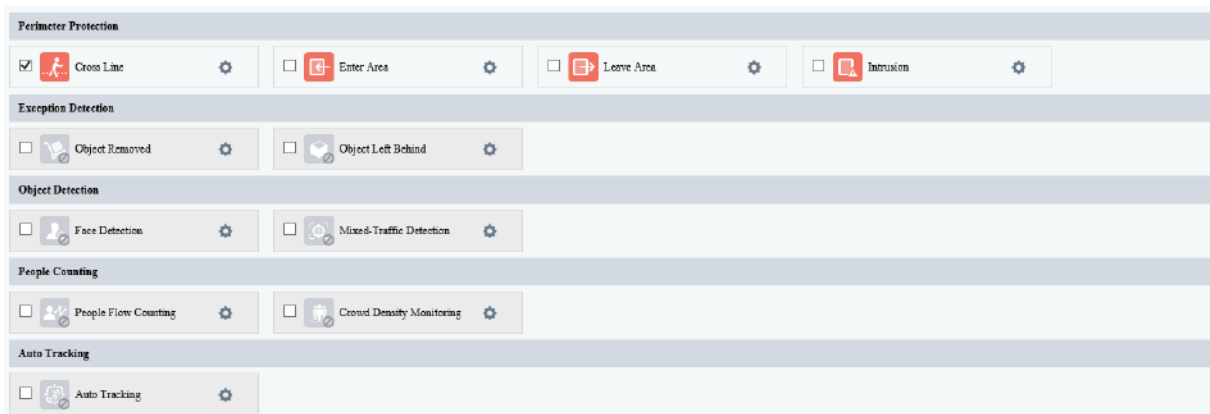 Perimeter Protection
Cross Line Enter Area Leave Area Intrusion
Exception Detection
Object Removed Object Left Behind
Object Detection
Face Detection Mixed-Traffic Detection
People Counting
People Flow Counting Crowd Density Monitoring
Auto Tracking
Auto Tracking